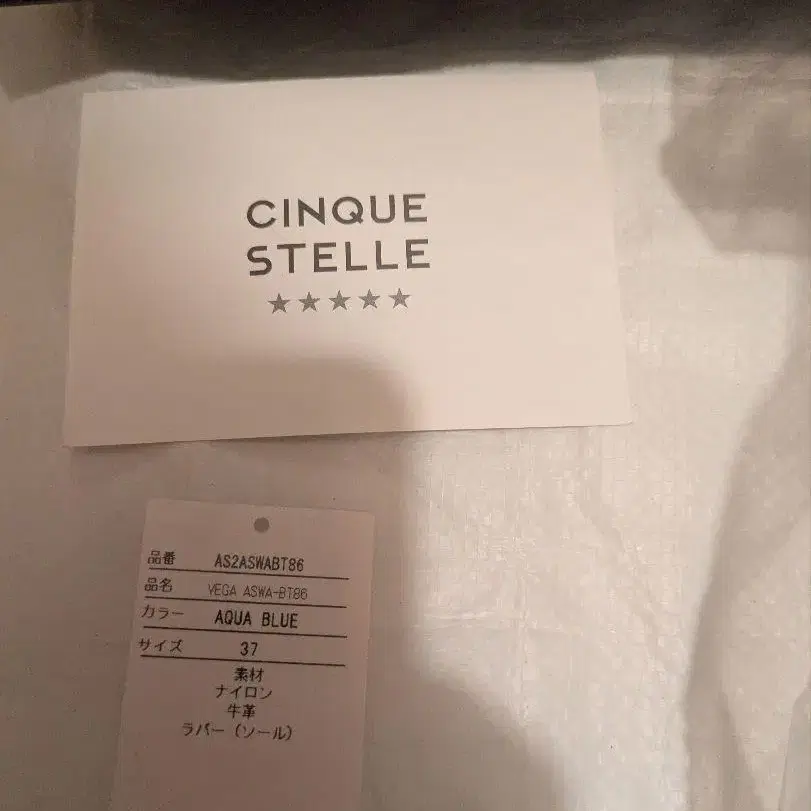 CINQUE
STELLE
★★★★★
品番 AS2ASWABT86
品名 VEGA ASWA-BT86
カラー AQUA BLUE
サイズ 37
素材
ナイロン
牛革
ラバー（ソール）